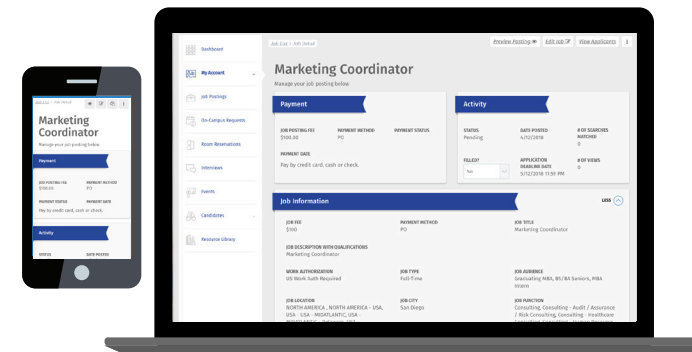 Job List / Job Detail
Marketing
Coordinator
Manage your job posting below
Payment
JOB POSTING FEE
$100.00
PAYMENT METHOD
PO
PAYMENT STATUS
PAYMENT DATE
Pay by credit card, cash or check.
Activity
STATUS
DATE POSTED
Dashboard
My Account
Job Postings
On-Campus Requests
Room Reservations
Interviews
Events
Candidates
Resource Library
Job List / Job Detail
Preview Posting
Edit Job
View Applicants
Marketing Coordinator
Manage your job posting below
Payment
JOB POSTING FEE
$100.00
PAYMENT METHOD
PO
PAYMENT STATUS
PAYMENT DATE
Pay by credit card, cash or check.
Activity
STATUS
Pending
DATE POSTED
4/12/2018
# OF SEARCHES
MATCHED
0
FILLED?
No
APPLICATION
DEADLINE DATE
5/12/2018 11:59 PM
# OF VIEWS
0
Job Information
LESS
JOB FEE
$100
PAYMENT METHOD
PO
JOB TITLE
Marketing Coordinator
JOB DESCRIPTION WITH QUALIFICATIONS
Marketing Coordinator
WORK AUTHORIZATION
US Work Auth Required
JOB TYPE
Full-Time
JOB AUDIENCE
Graduating MBA, BS/BA Seniors, MBA
Intern
JOB LOCATION
NORTH AMERICA , NORTH AMERICA - USA,
USA - USA - MIDATLANTIC, USA -
JOB CITY
San Diego
JOB FUNCTION
Consulting, Consulting - Audit / Assurance
/ Risk Consulting, Consulting - Healthcare